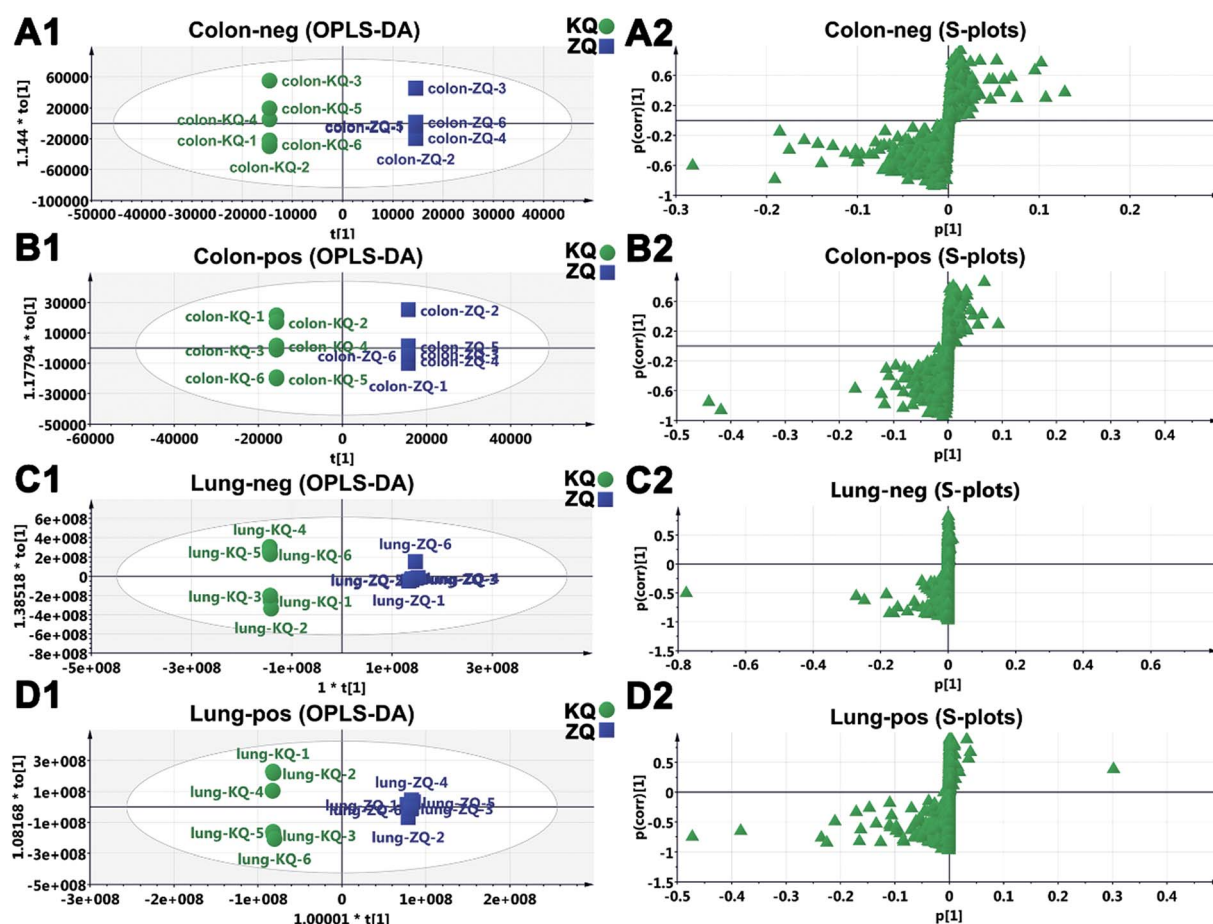 A1
Colon-neg (OPLS-DA)
KQ
ZQ
60000
20000
-20000
-60000
-100000
1.144 * to[1]
colon-KQ-3
colon-KQ-5
colon-KQ-4
colon-KQ-1
colon-KQ-6
colon-KQ-2
colon-ZQ-3
colon-ZQ-6
colon-ZQ-4
colon-ZQ-2
-50000 -30000 -10000 0 10000 20000 30000 40000
t[1]
A2
Colon-neg (S-plots)
0.6
0.2
-0.2
-0.6
-1
p(corr)[1]
-0.3 -0.2 -0.1 0 0.1 0.2
p[1]
B1
Colon-pos (OPLS-DA)
KQ
ZQ
30000
10000
-10000
-30000
-50000
1.17794 * to[1]
colon-KQ-1
colon-KQ-2
colon-KQ-4
colon-KQ-3
colon-KQ-6
colon-KQ-5
colon-ZQ-2
colon-ZQ-5
colon-ZQ-6
colon-ZQ-3
colon-ZQ-4
colon-ZQ-1
-60000 -40000 -20000 0 20000 40000
t[1]
B2
Colon-pos (S-plots)
0.6
0.2
-0.2
-0.6
-1
p(corr)[1]
-0.5 -0.4 -0.3 -0.2 -0.1 0 0.1 0.2 0.3 0.4
p[1]
C1
Lung-neg (OPLS-DA)
KQ
ZQ
6e+008
4e+008
2e+008
0
-2e+008
-4e+008
-6e+008
-8e+008
1.38518 * to[1]
lung-KQ-4
lung-KQ-5
lung-KQ-6
lung-KQ-3
lung-KQ-1
lung-KQ-2
lung-ZQ-6
lung-ZQ-1
-5e+008 -3e+008 -1e+008 0 1e+008 3e+008
1 * t[1]
C2
Lung-neg (S-plots)
0.5
0
-0.5
-1
-1.5
p(corr)[1]
-0.8 -0.6 -0.4 -0.2 0 0.2 0.4 0.6
p[1]
D1
Lung-pos (OPLS-DA)
KQ
ZQ
3e+008
1e+008
-1e+008
-3e+008
-5e+008
1.08168 * to[1]
lung-KQ-1
lung-KQ-2
lung-KQ-4
lung-KQ-5
lung-KQ-3
lung-KQ-6
lung-ZQ-4
lung-ZQ-1
lung-ZQ-5
lung-ZQ-6
lung-ZQ-3
lung-ZQ-2
-3e+008 -2e+008 -1e+008 0 1e+008 2e+008
1.00001 * t[1]
D2
Lung-pos (S-plots)
0.5
0
-0.5
-1
-1.5
p(corr)[1]
-0.5 -0.4 -0.3 -0.2 -0.1 0 0.1 0.2 0.3 0.4
p[1]